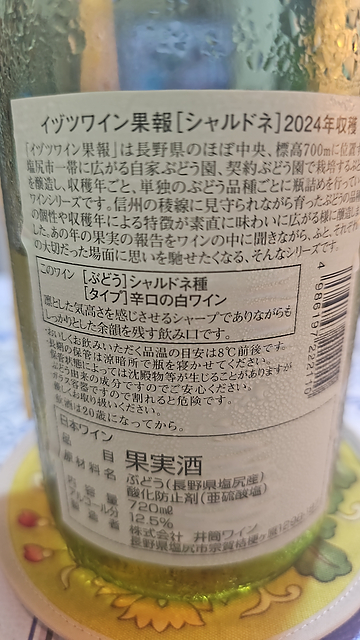 イヅツワイン果報[シャルドネ]2024年収穫
「イヅツワイン果報」は長野県のほぼ中央、標高700mに位置す
塩尻市一帯に広がる自家ぶどう園、契約ぶどう園で栽培するぶど
を醸造し、収穫年ごと、単独のぶどう品種ごとに瓶詰めを行って
ワインシリーズです。信州の稜線に見守られながら育ったぶどうの品種
の個性や収穫年による特徴が素直に味わいに広がる様に醸造し
した。あの年の果実の報告をワインの中に聞きながら、ふと、それぞれ
の大切だった場面に思いを馳せたくなる、そんなシリーズです。
このワイン
[ぶどう]シャルドネ種
[タイプ]辛口の白ワイン
凛とした気高さを感じさせるシャープでありながらも
しっかりとした余韻を残す飲み口です。
・おいしくお飲みいただく品温の目安は8℃前後です。
・長期の保管は涼暗所で瓶を寝かせてください。
・保管状態によっては沈殿物等が生じることがありますが
ぶどう由来の成分ですのでご安心ください。
・ガラス容器ですので割れると危険です。
にお取り扱いください。
飲酒は20歳になってから。
日本ワイン
品目 果実酒
原材料名 ぶどう(長野県塩尻産)
酸化防止剤(亜硫酸塩)
内容量 720ml
アルコール分 12.5%
製造者 株式会社 井筒ワイン
長野県塩尻市宗賀桔梗ヶ原